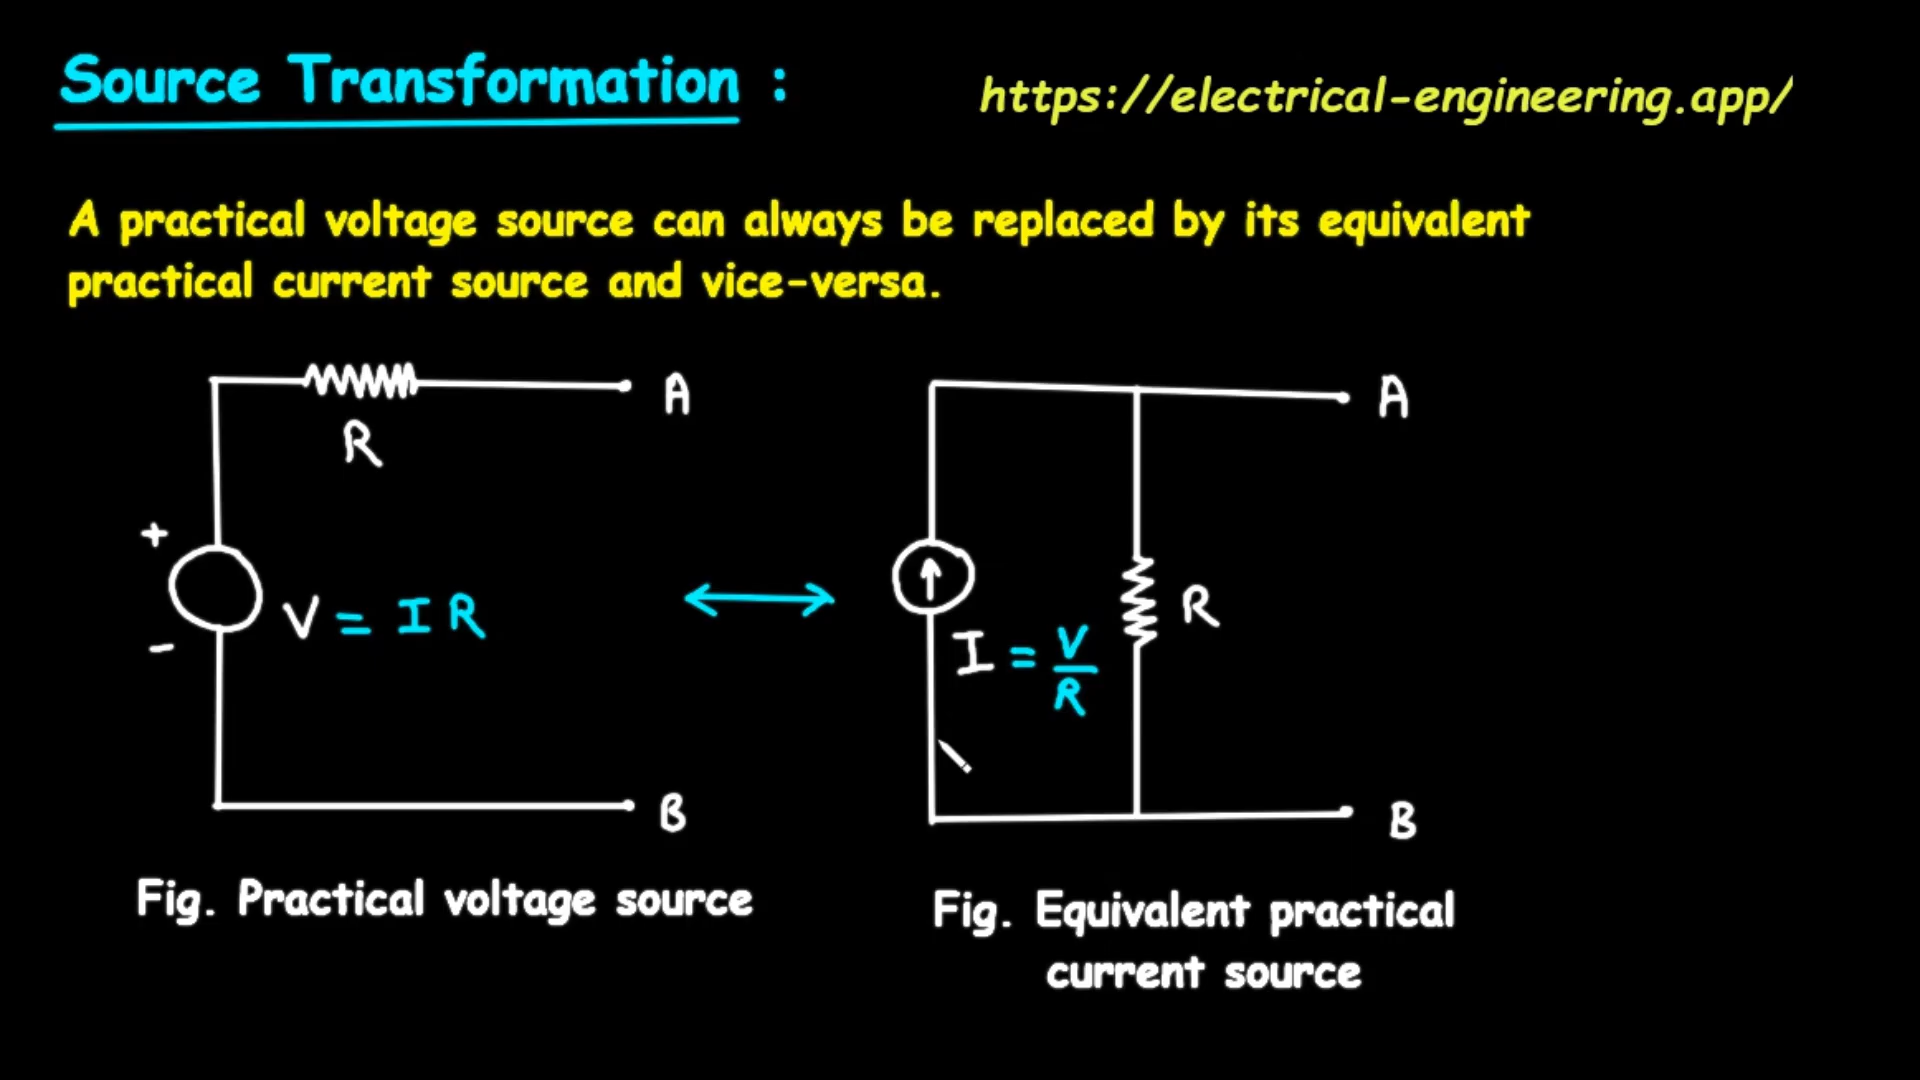 Source Transformation :
https://electrical-engineering.app/
A practical voltage source can always be replaced by its equivalent
practical current source and vice-versa.
A
R
+
V = I R
-
B
A
R
I = V/R
B
Fig. Practical voltage source
Fig. Equivalent practical
current source